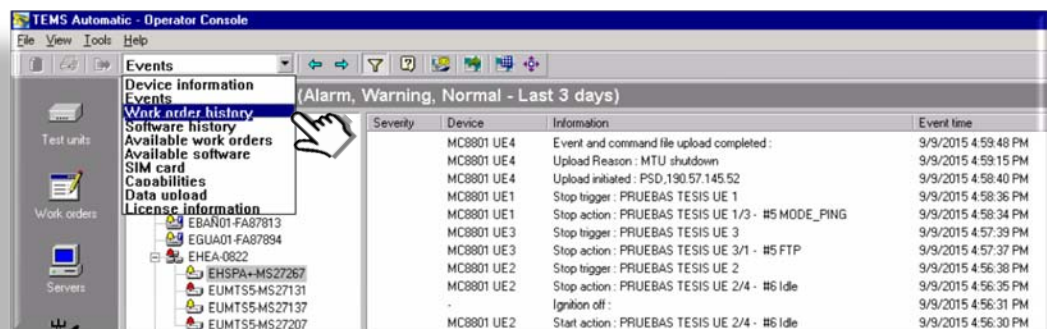 TEMS Automatic - Operator Console
File View Tools Help
Events
Device information
Events
Work order history
Software history
Available work orders
Available software
SIM card
Capabilities
Data upload
License information
(Alarm, Warning, Normal - Last 3 days)
Test units
Work orders
Servers
EBAÑ01-FA87813
EGUA01-FA87894
EHEA-0822
EHSPA+-MS27267
EUMTS5-MS27131
EUMTS5-MS27137
EUMTS5-MS27207
Severity Device Information Event time
MC8801 UE4 Event and command file upload completed : 9/9/2015 4:59:48 PM
MC8801 UE4 Upload Reason : MTU shutdown 9/9/2015 4:59:15 PM
MC8801 UE4 Upload initiated : PSD,190.57.145.52 9/9/2015 4:58:40 PM
MC8801 UE1 Stop trigger : PRUEBAS TESIS UE 1 9/9/2015 4:58:36 PM
MC8801 UE1 Stop action : PRUEBAS TESIS UE 1/3 - #5 MODE_PING 9/9/2015 4:58:34 PM
MC8801 UE3 Stop trigger : PRUEBAS TESIS UE 3 9/9/2015 4:57:39 PM
MC8801 UE3 Stop action : PRUEBAS TESIS UE 3/1 - #5 FTP 9/9/2015 4:57:37 PM
MC8801 UE2 Stop trigger : PRUEBAS TESIS UE 2 9/9/2015 4:56:38 PM
MC8801 UE2 Stop action : PRUEBAS TESIS UE 2/4 - #6 Idle 9/9/2015 4:56:35 PM
- Ignition off : 9/9/2015 4:56:31 PM
MC8801 UE2 Start action : PRUEBAS TESIS UE 2/4 - #6 Idle 9/9/2015 4:56:30 PM